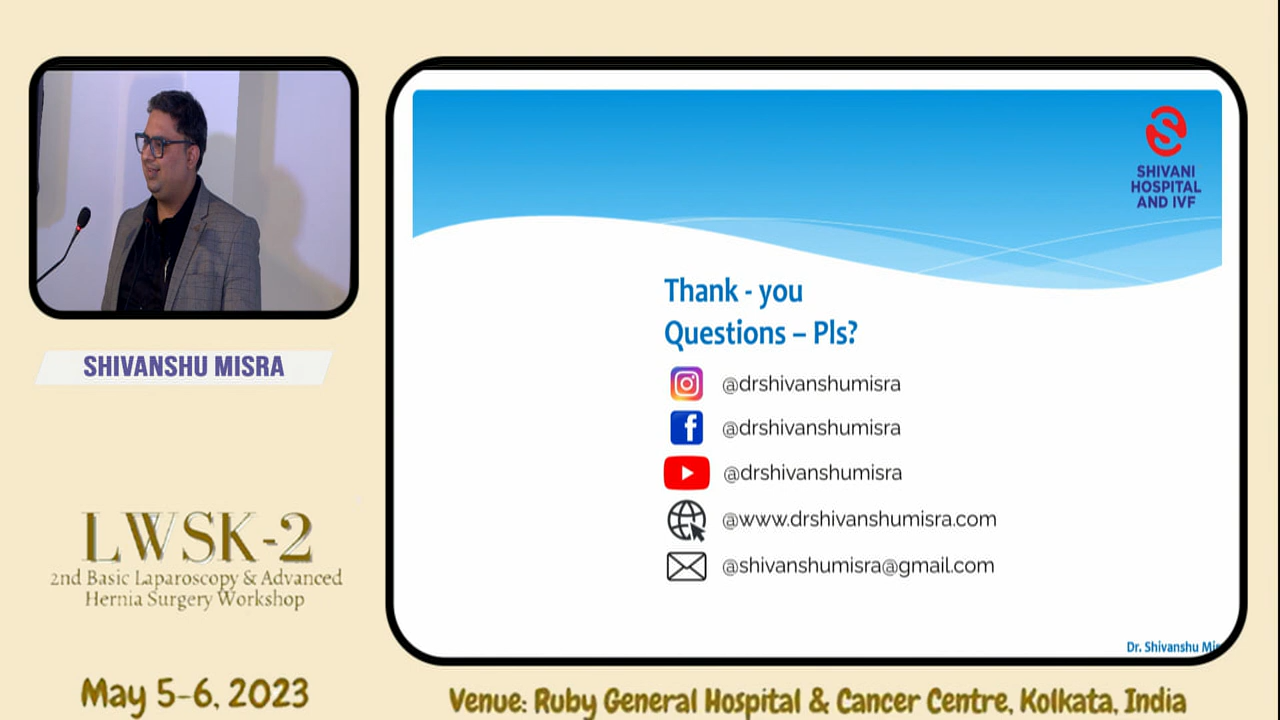 SHIVANSHU MISRA
LWSK-2
2nd Basic Laparoscopy & Advanced
Hernia Surgery Workshop
May 5-6, 2023
SHIVANI
HOSPITAL
AND IVF
Thank - you
Questions – Pls?
@drshivanshumisra
@drshivanshumisra
@drshivanshumisra
@www.drshivanshumisra.com
@shivanshumisra@gmail.com
Dr. Shivanshu
Venue: Ruby General Hospital & Cancer Centre, Kolkata, India